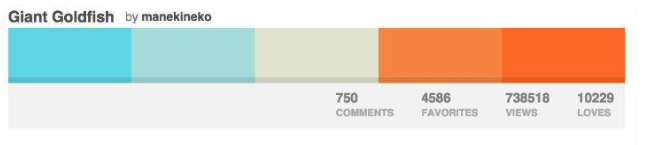 Giant Goldfish by manekineko
750 4586 738518 10229
COMMENTS FAVORITES VIEWS LOVES